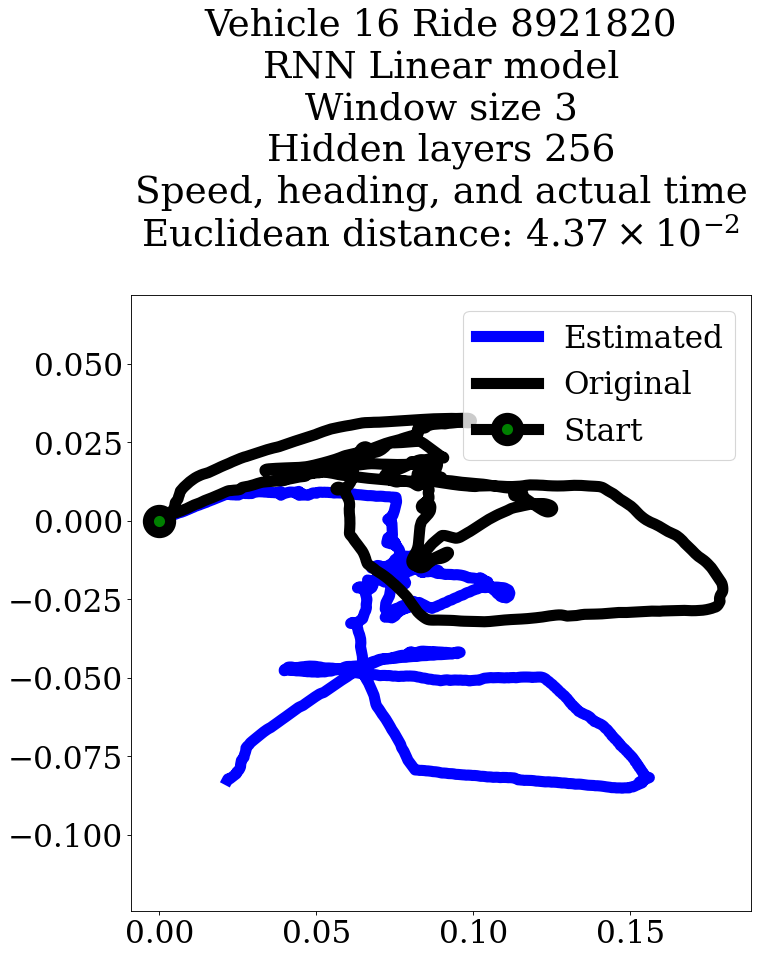 Vehicle 16 Ride 8921820
RNN Linear model
Window size 3
Hidden layers 256
Speed, heading, and actual time
Euclidean distance: 4.37 × 10⁻²
Estimated
Original
Start
0.050
0.025
0.000
−0.025
−0.050
−0.075
−0.100
0.00 0.05 0.10 0.15